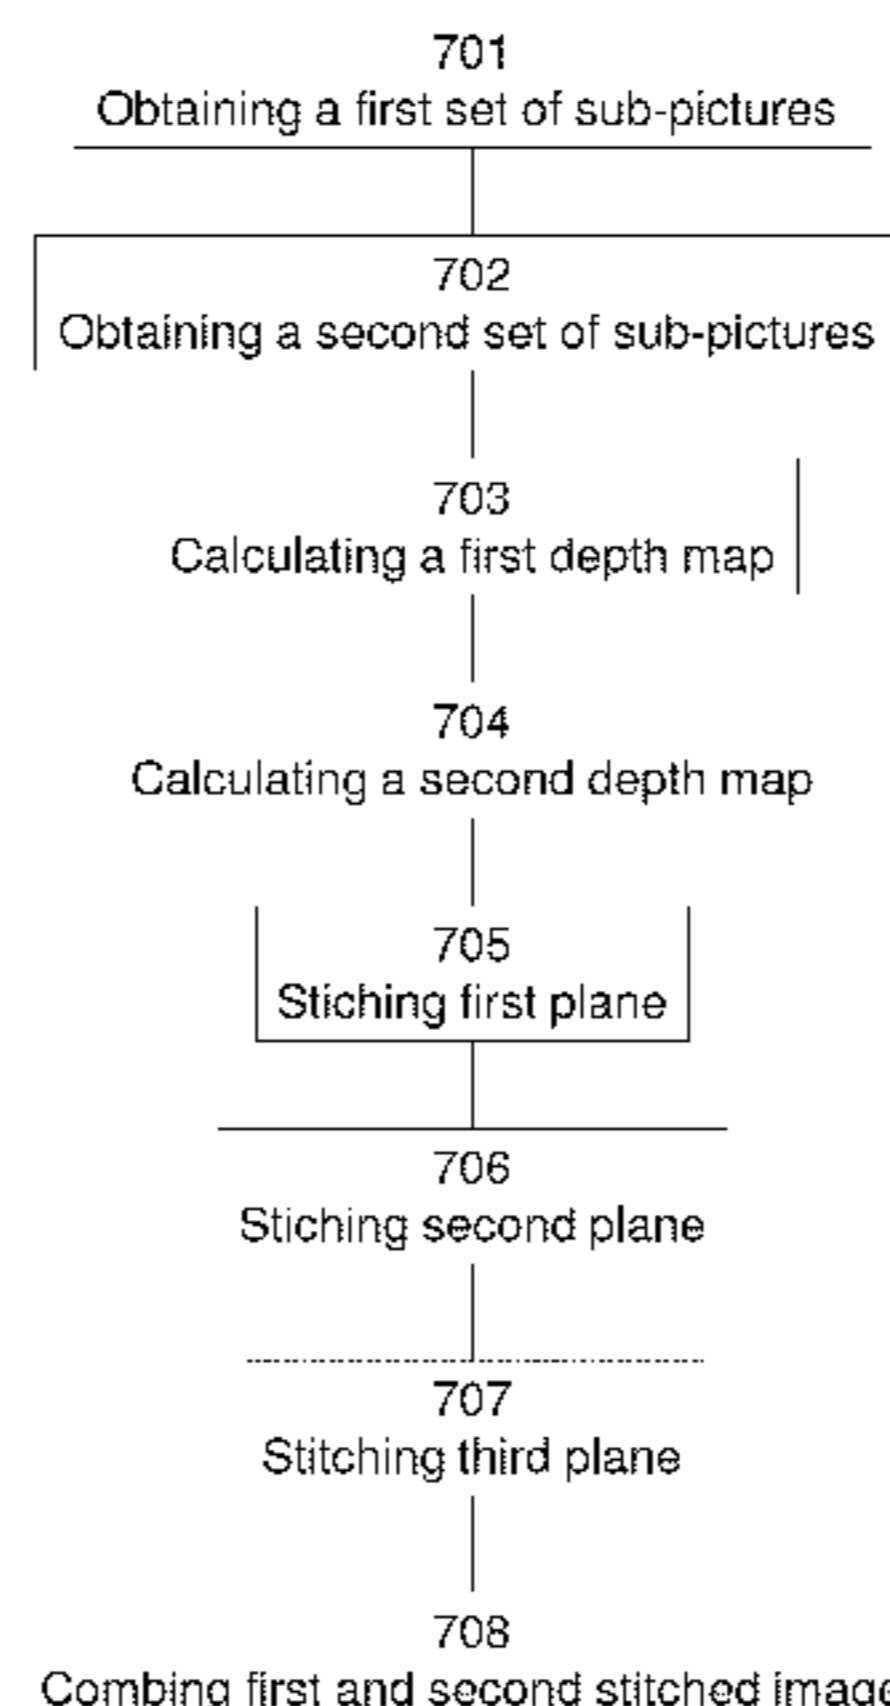 701
Obtaining a first set of sub-pictures
702
Obtaining a second set of sub-pictures
703
Calculating a first depth map
704
Calculating a second depth map
705
Stiching first plane
706
Stiching second plane
707
Stitching third plane
708
Combing first and second stitched